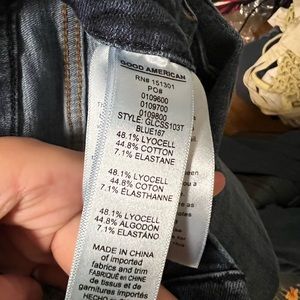 GOOD AMERICAN
RN# 151301
PO#
0109600
0109700
0109800
STYLE: GLCSS103T
BLUE167
48.1% LYOCELL
44.8% COTTON
7.1% ELASTANE
48.1% LYOCELL
44.8% COTON
7.1% ÉLASTHANNE
48.1% LYOCELL
44.8% ALGODON
7.1% ELASTANO
MADE IN CHINA
of imported
fabrics and trim
FABRIQUÉ EN CHINE
de tissus et de
garnitures importés
HECHO